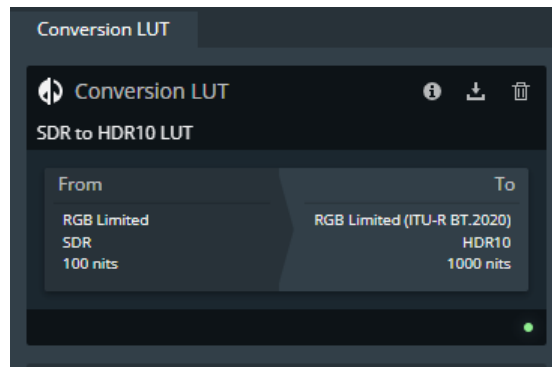 Conversion LUT
Conversion LUT
SDR to HDR10 LUT
From
To
RGB Limited
SDR
100 nits
RGB Limited (ITU-R BT.2020)
HDR10
1000 nits